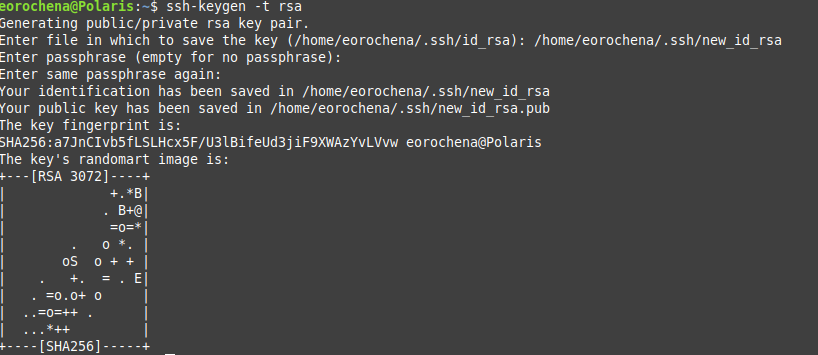 eorochena@Polaris:~$ ssh-keygen -t rsa
Generating public/private rsa key pair.
Enter file in which to save the key (/home/eorochena/.ssh/id_rsa): /home/eorochena/.ssh/new_id_rsa
Enter passphrase (empty for no passphrase):
Enter same passphrase again:
Your identification has been saved in /home/eorochena/.ssh/new_id_rsa
Your public key has been saved in /home/eorochena/.ssh/new_id_rsa.pub
The key fingerprint is:
SHA256:a7JnCIvb5fLSLHcx5F/U3lBifeUd3jiF9XWAzYvLVvw eorochena@Polaris
The key's randomart image is:
+---[RSA 3072]----+
|             +.*B|
|            . B+@|
|             =o=*|
|        .   o *. |
|       oS  o + + |
|    .   +.  = . E|
|   . =o.o+ o     |
|  ..=o=++ .      |
|  ...*++         |
+----[SHA256]-----+